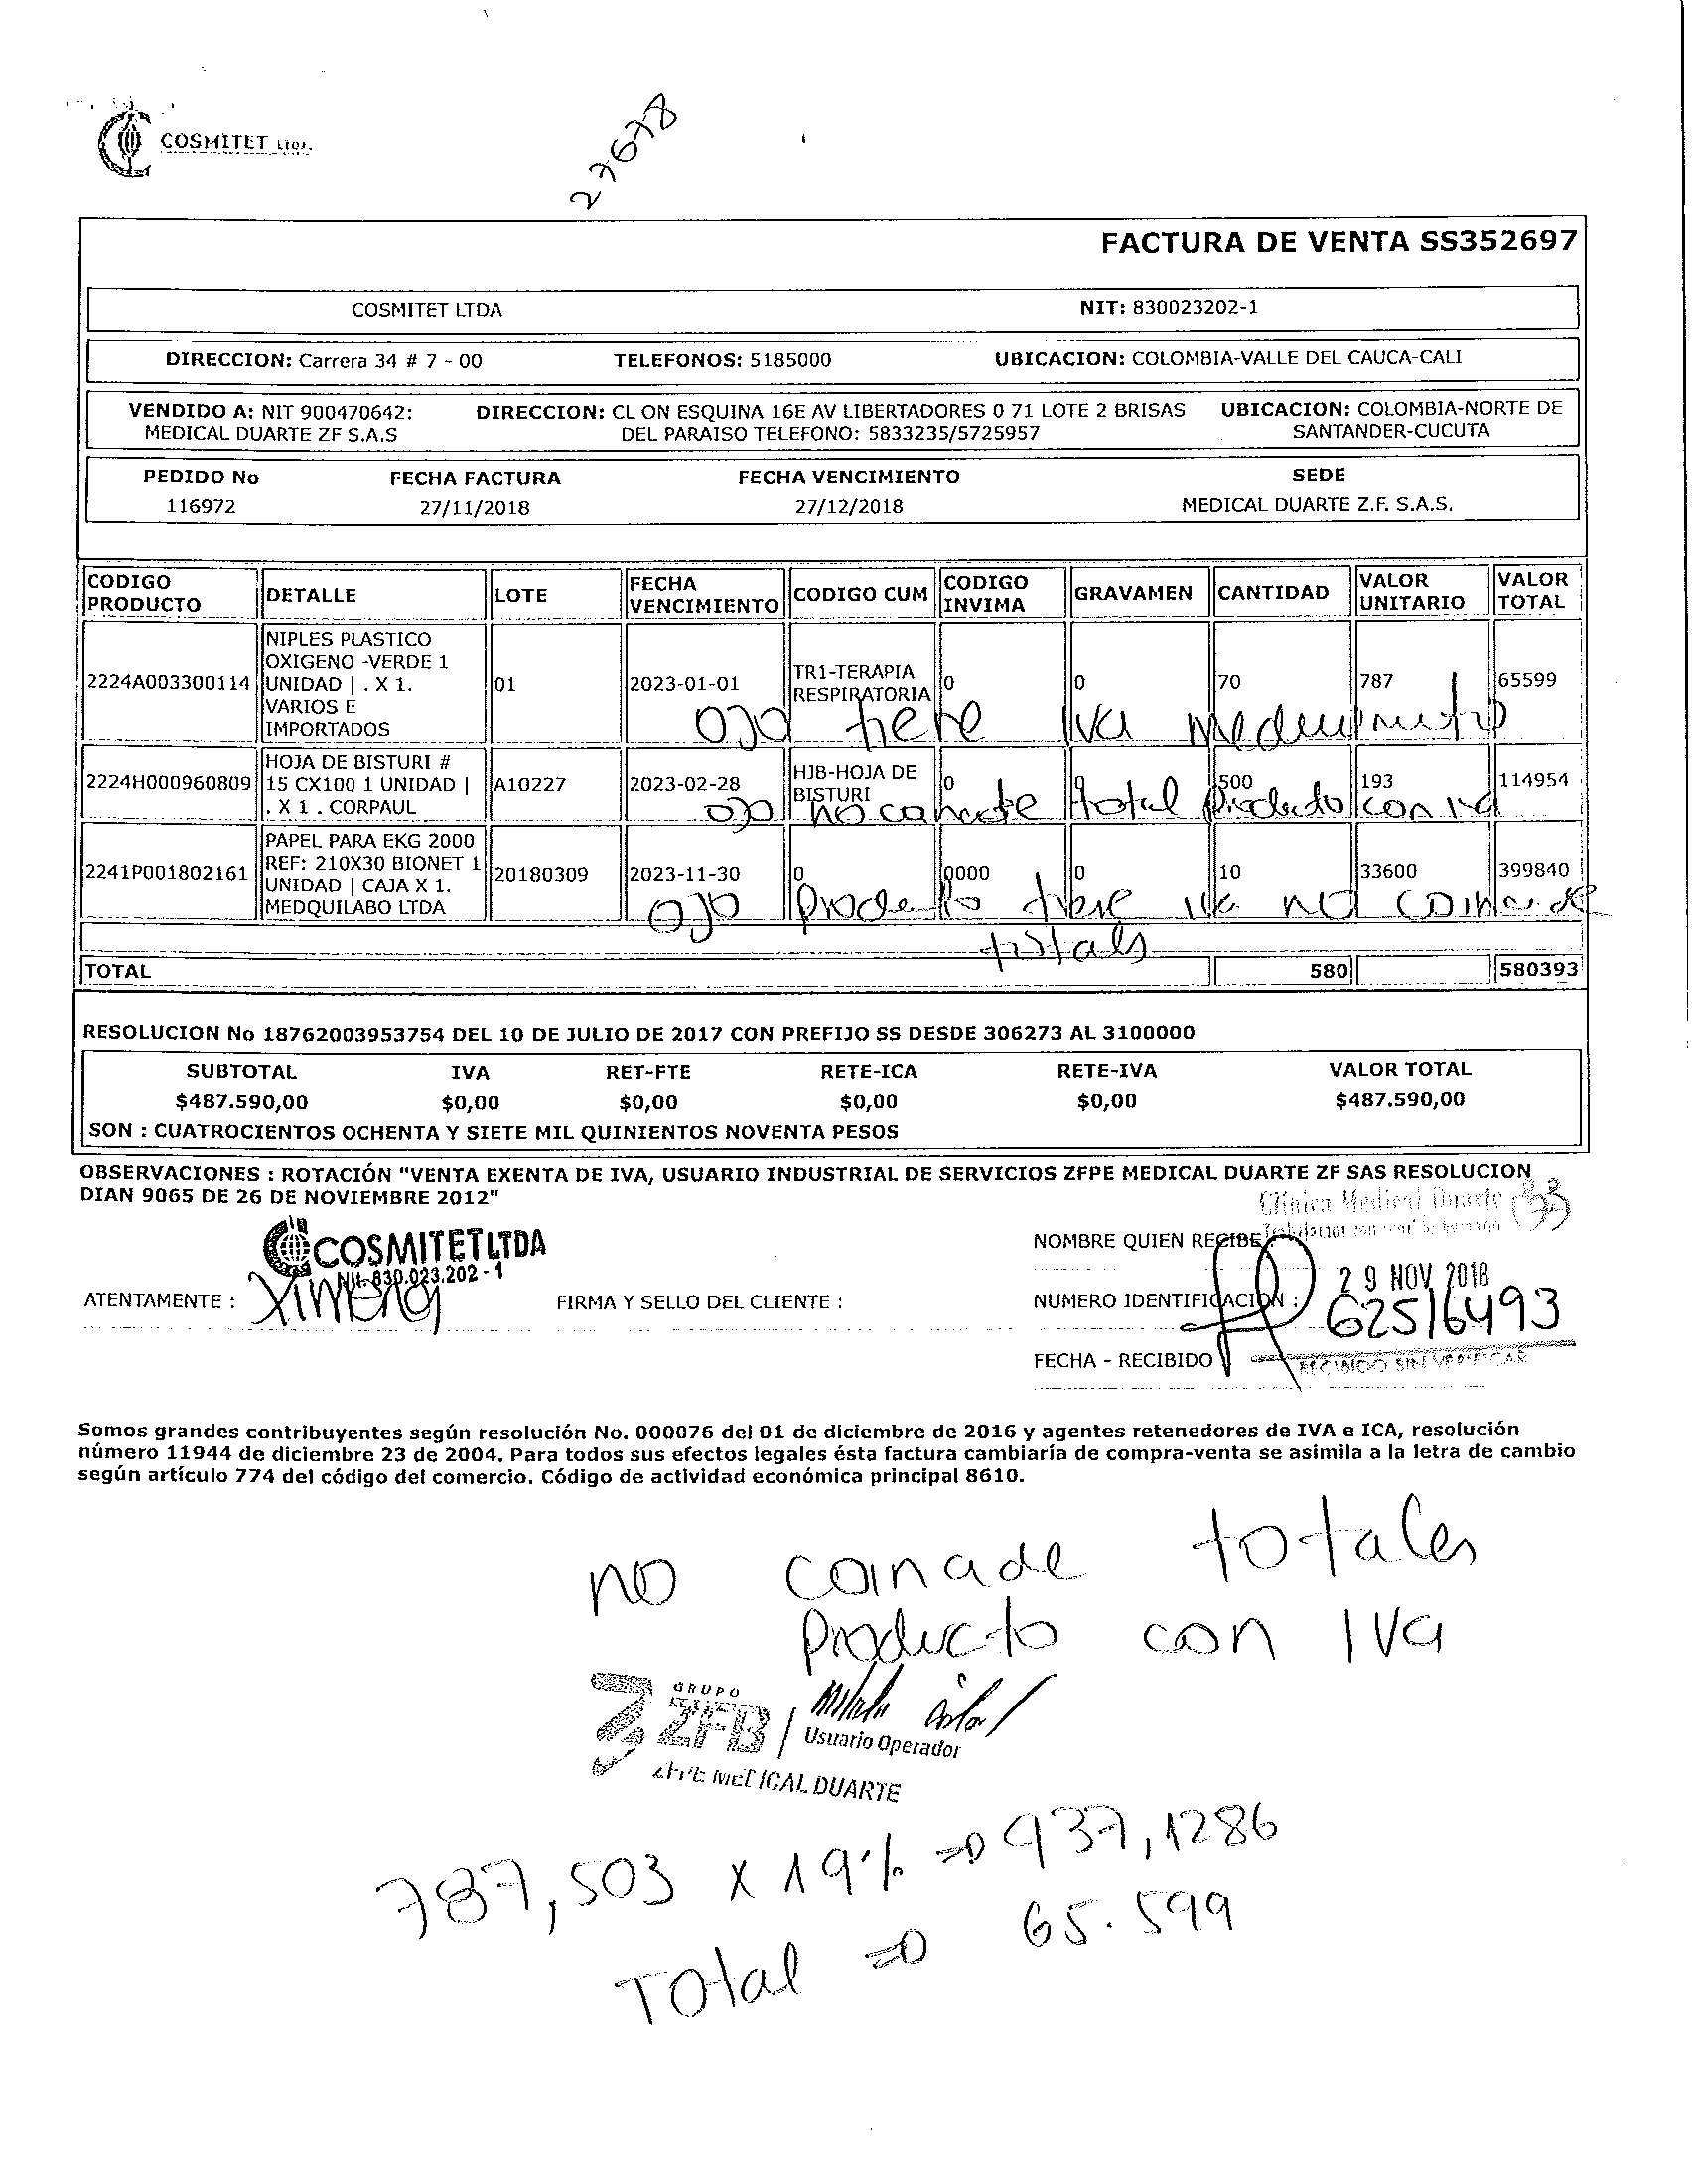 COSMITET Ltda.
27678
FACTURA DE VENTA SS352697
COSMITET LTDA NIT: 830023202-1
DIRECCION: Carrera 34 # 7 - 00 TELEFONOS: 5185000 UBICACION: COLOMBIA-VALLE DEL CAUCA-CALI
VENDIDO A: NIT 900470642: DIRECCION: CL ON ESQUINA 16E AV LIBERTADORES 0 71 LOTE 2 BRISAS UBICACION: COLOMBIA-NORTE DE
MEDICAL DUARTE ZF S.A.S DEL PARAISO TELEFONO: 5833235/5725957 SANTANDER-CUCUTA
PEDIDO No FECHA FACTURA FECHA VENCIMIENTO SEDE
116972 27/11/2018 27/12/2018 MEDICAL DUARTE Z.F. S.A.S.
CODIGO PRODUCTO DETALLE LOTE FECHA VENCIMIENTO CODIGO CUM CODIGO INVIMA GRAVAMEN CANTIDAD VALOR UNITARIO VALOR TOTAL
2224A003300114 NIPLES PLASTICO OXIGENO -VERDE 1 UNIDAD | . X 1. VARIOS E IMPORTADOS 01 2023-01-01 TR1-TERAPIA RESPIRATORIA 0 0 70 787 65599
ojo tiene Iva
2224H000960809 HOJA DE BISTURI # 15 CX100 1 UNIDAD | . X 1 . CORPAUL A10227 2023-02-28 HJB-HOJA DE BISTURI 0 500 193 114954
ojo no total Producto con iva
2241P001802161 PAPEL PARA EKG 2000 REF: 210X30 BIONET 1 UNIDAD | CAJA X 1. MEDQUILABO LTDA 20180309 2023-11-30 0 0000 0 10 33600 399840
ojo Producto tiene iva no coincide
totals
TOTAL 580 580393
RESOLUCION No 18762003953754 DEL 10 DE JULIO DE 2017 CON PREFIJO SS DESDE 306273 AL 3100000
SUBTOTAL IVA RET-FTE RETE-ICA RETE-IVA VALOR TOTAL
$487.590,00 $0,00 $0,00 $0,00 $0,00 $487.590,00
SON : CUATROCIENTOS OCHENTA Y SIETE MIL QUINIENTOS NOVENTA PESOS
OBSERVACIONES : ROTACIÓN "VENTA EXENTA DE IVA, USUARIO INDUSTRIAL DE SERVICIOS ZFPE MEDICAL DUARTE ZF SAS RESOLUCION
DIAN 9065 DE 26 DE NOVIEMBRE 2012"
Clínica Medical Duarte
COSMITET LTDA
Nit. 830.023.202 - 1
NOMBRE QUIEN RECIBE
29 NOV 2018
ATENTAMENTE : Ximena FIRMA Y SELLO DEL CLIENTE : NUMERO IDENTIFICACION : 62516493
FECHA - RECIBIDO RECIBIDO SIN VERIFICAR
Somos grandes contribuyentes según resolución No. 000076 del 01 de diciembre de 2016 y agentes retenedores de IVA e ICA, resolución
número 11944 de diciembre 23 de 2004. Para todos sus efectos legales ésta factura cambiaría de compra-venta se asimila a la letra de cambio
según artículo 774 del código del comercio. Código de actividad económica principal 8610.
no coinade totales
Producto con IVA
GRUPO
ZFB
Usuario Operador
ZFPE MEDICAL DUARTE
787,503 x 19% => 937,1286
Total => 65.599